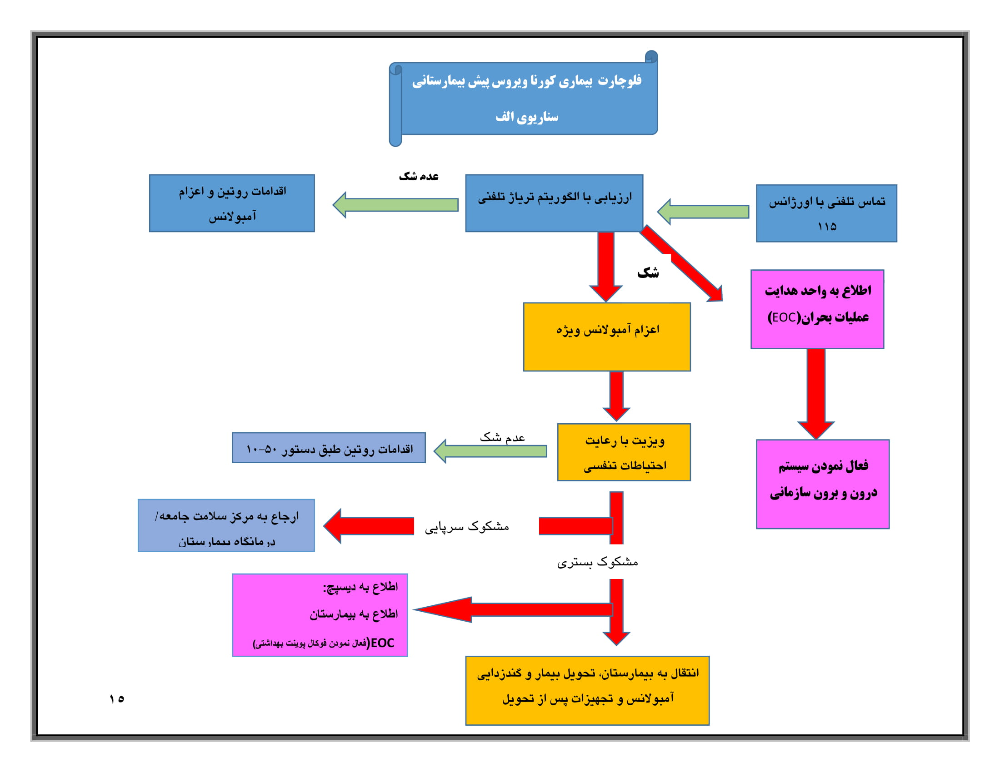 فلوچارت بیماری کورنا ویروس پیش بیمارستانی
سناریوی الف
تماس تلفنی با اورژانس
۱۱۵
ارزیابی با الگوریتم تریاژ تلفنی
عدم شک
اقدامات روتین و اعزام
آمبولانس
شک
اطلاع به واحد هدایت
عملیات بحران(EOC)
اعزام آمبولانس ویژه
فعال نمودن سیستم
درون و برون سازمانی
ویزیت با رعایت
احتیاطات تنفسی
عدم شک
اقدامات روتین طبق دستور ۵۰-۱۰
مشکوک سرپایی
ارجاع به مرکز سلامت جامعه/
درمانگاه بیمارستان
مشکوک بستری
اطلاع به دیسپچ:
اطلاع به بیمارستان
EOC(فعال نمودن فوکال پوینت بهداشتی)
انتقال به بیمارستان، تحویل بیمار و گندزدایی
آمبولانس و تجهیزات پس از تحویل
۱۵